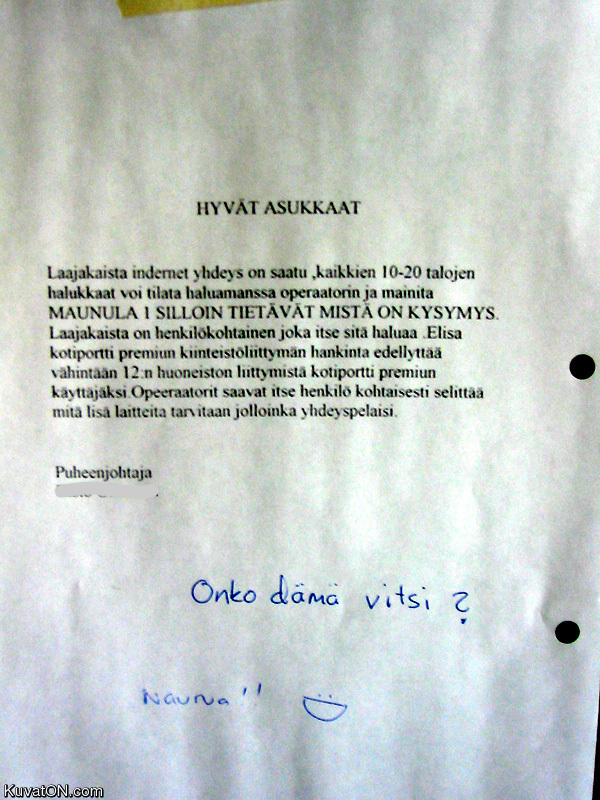 HYVÄT ASUKKAAT
Laajakaista indernet yhdeys on saatu ,kaikkien 10-20 talojen
halukkaat voi tilata haluamanssa operaatorin ja mainita
MAUNULA 1 SILLOIN TIETÄVÄT MISTÄ ON KYSYMYS.
Laajakaista on henkilökohtainen joka itse sitä haluaa .Elisa
kotiportti premiun kiinteistoliittymän hankinta edellyttää
vähintään 12:n huoneiston liittymistä kotiportti premiun
käyttäjäksi.Opeeraatorit saavat itse henkilö kohtaisesti selittää
mitä lisä laitteita tarvitaan jolloinka yhdeyspelaisi.
Puheenjohtaja
Onko dämä vitsi ?
Naurua''
KuvatON.com